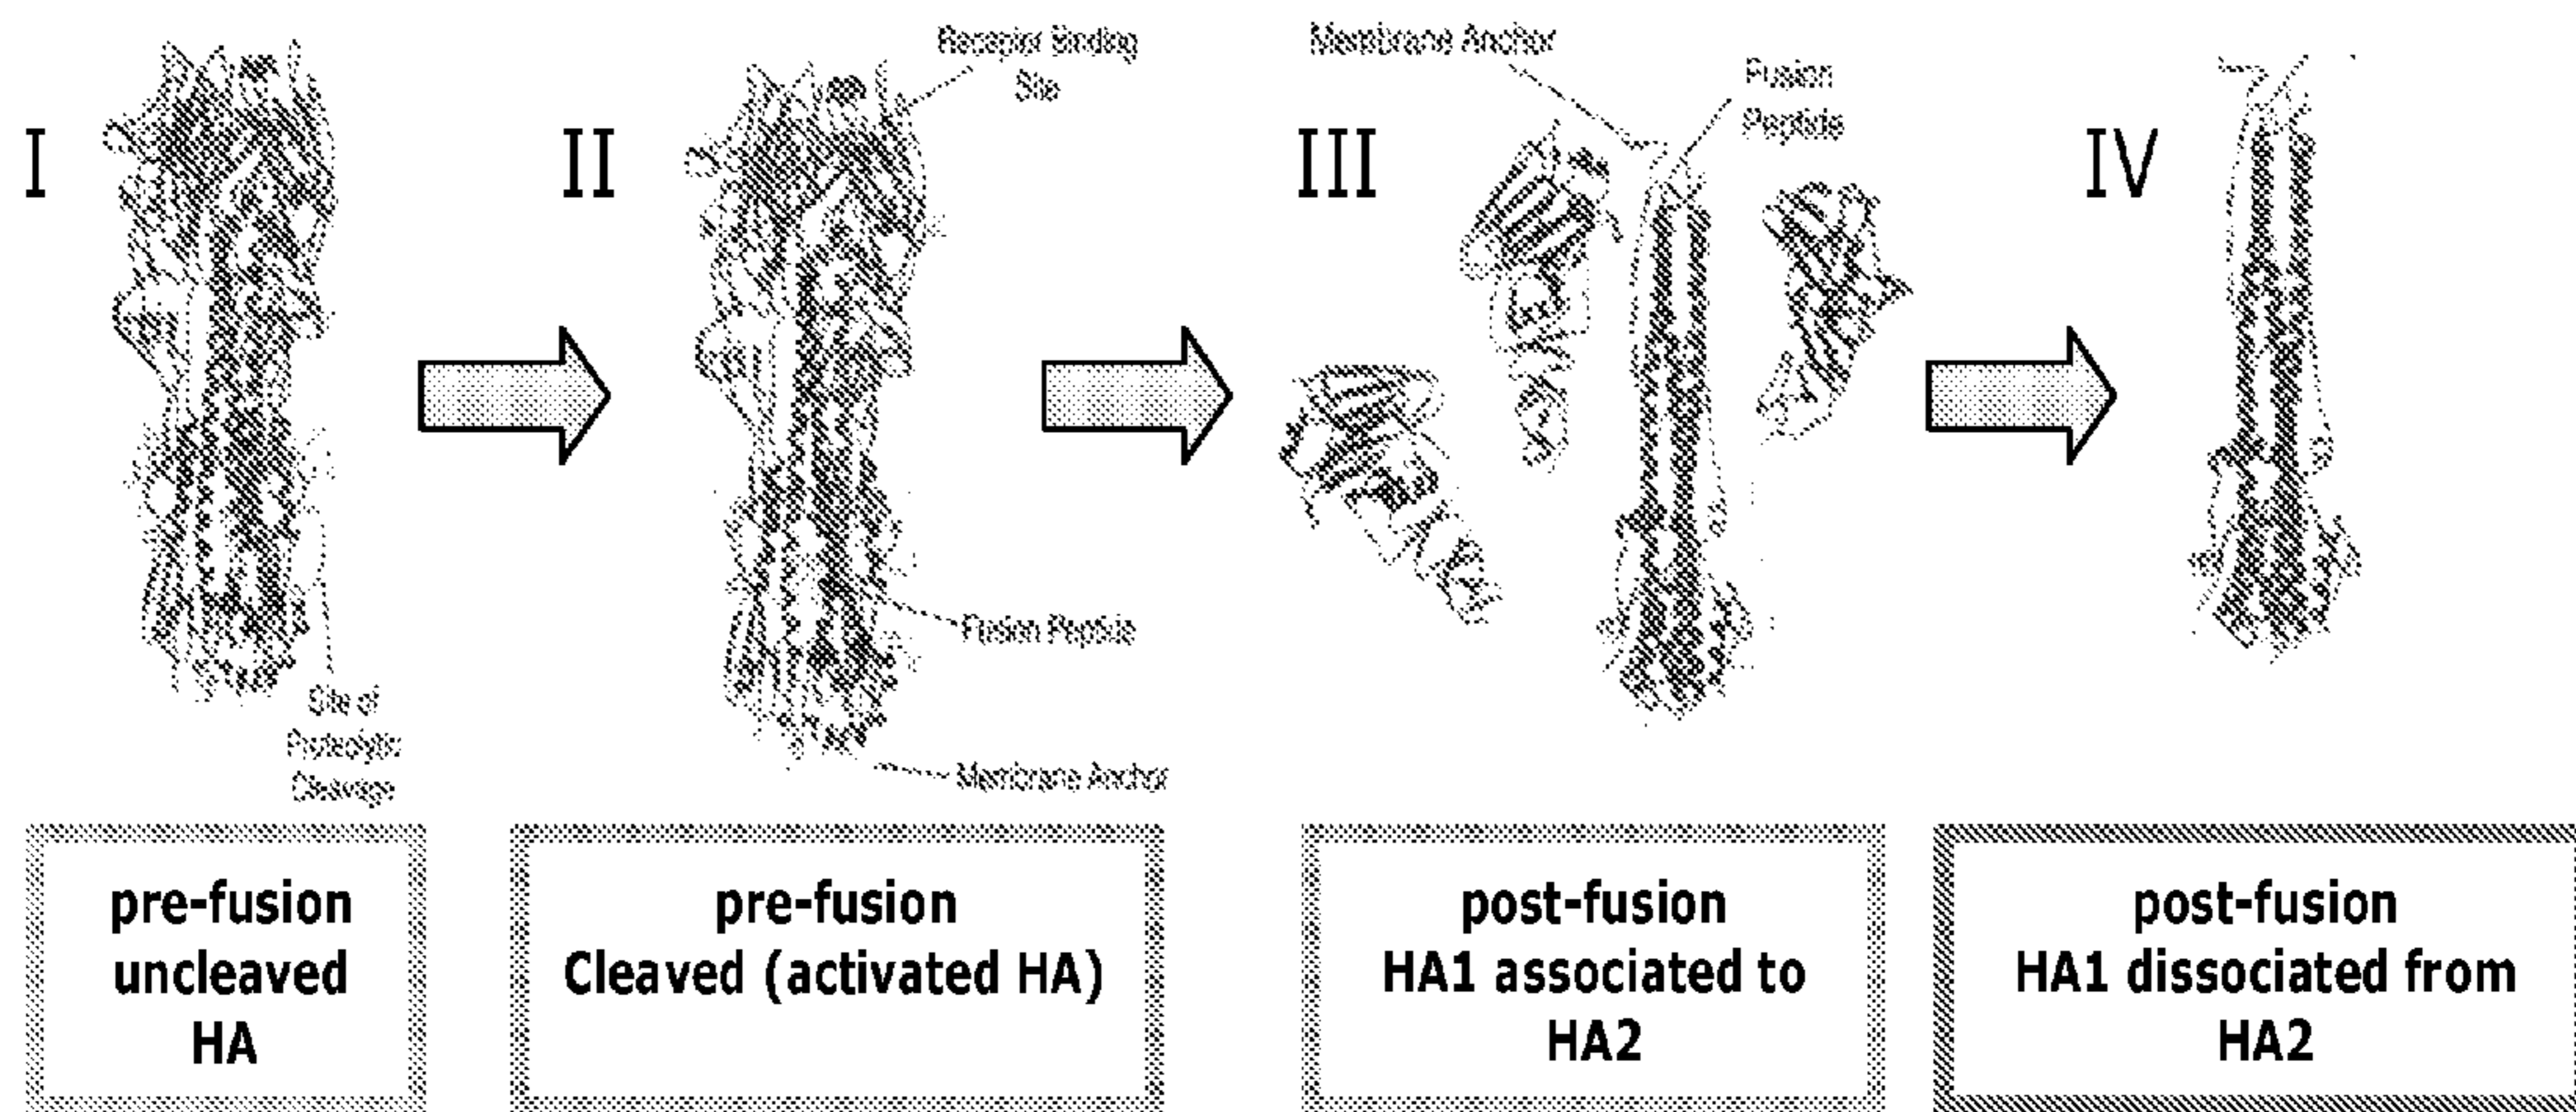 I
II
III
IV
Receptor Binding
Site
Membrane Anchor
Fusion
Peptide
Site of
Proteolytic
Cleavage
Fusion Peptide
Membrane Anchor
pre-fusion
uncleaved
HA
pre-fusion
Cleaved (activated HA)
post-fusion
HA1 associated to
HA2
post-fusion
HA1 dissociated from
HA2